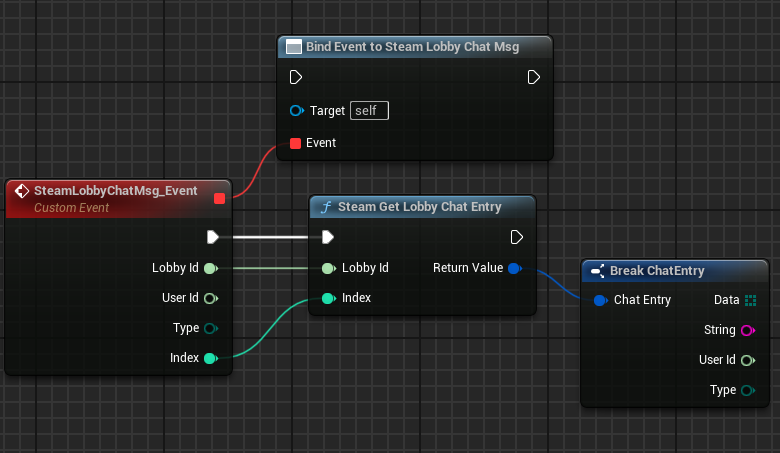 Bind Event to Steam Lobby Chat Msg
Target self
Event
SteamLobbyChatMsg_Event
Custom Event
Lobby Id
User Id
Type
Index
f Steam Get Lobby Chat Entry
Lobby Id Return Value
Index
Break ChatEntry
Chat Entry Data
String
User Id
Type